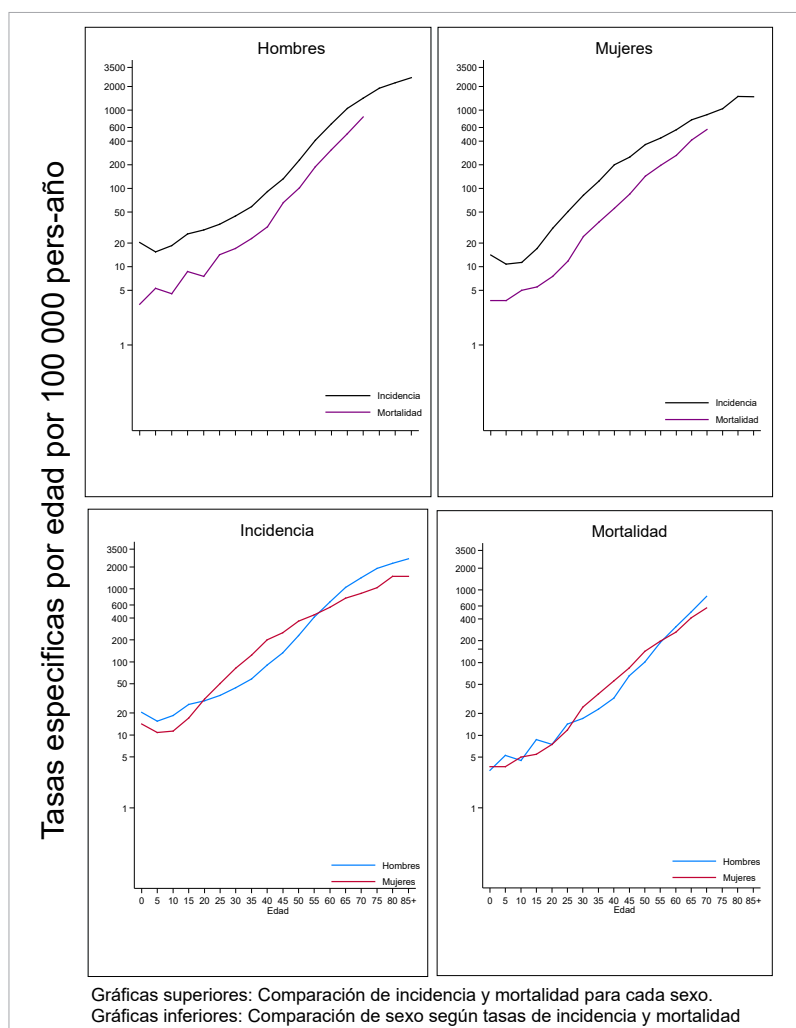 Tasas especificas por edad por 100 000 pers-año
Hombres
3500
2000
1000
600
400
200
100
50
20
10
5
1
Incidencia
Mortalidad
Mujeres
3500
2000
1000
600
400
200
100
50
20
10
5
1
Incidencia
Mortalidad
Incidencia
3500
2000
1000
600
400
200
100
50
20
10
5
1
Hombres
Mujeres
0 5 10 15 20 25 30 35 40 45 50 55 60 65 70 75 80 85+
Edad
Mortalidad
3500
2000
1000
600
400
200
100
50
20
10
5
1
Hombres
Mujeres
0 5 10 15 20 25 30 35 40 45 50 55 60 65 70 75 80 85+
Edad
Gráficas superiores: Comparación de incidencia y mortalidad para cada sexo.
Gráficas inferiores: Comparación de sexo según tasas de incidencia y mortalidad